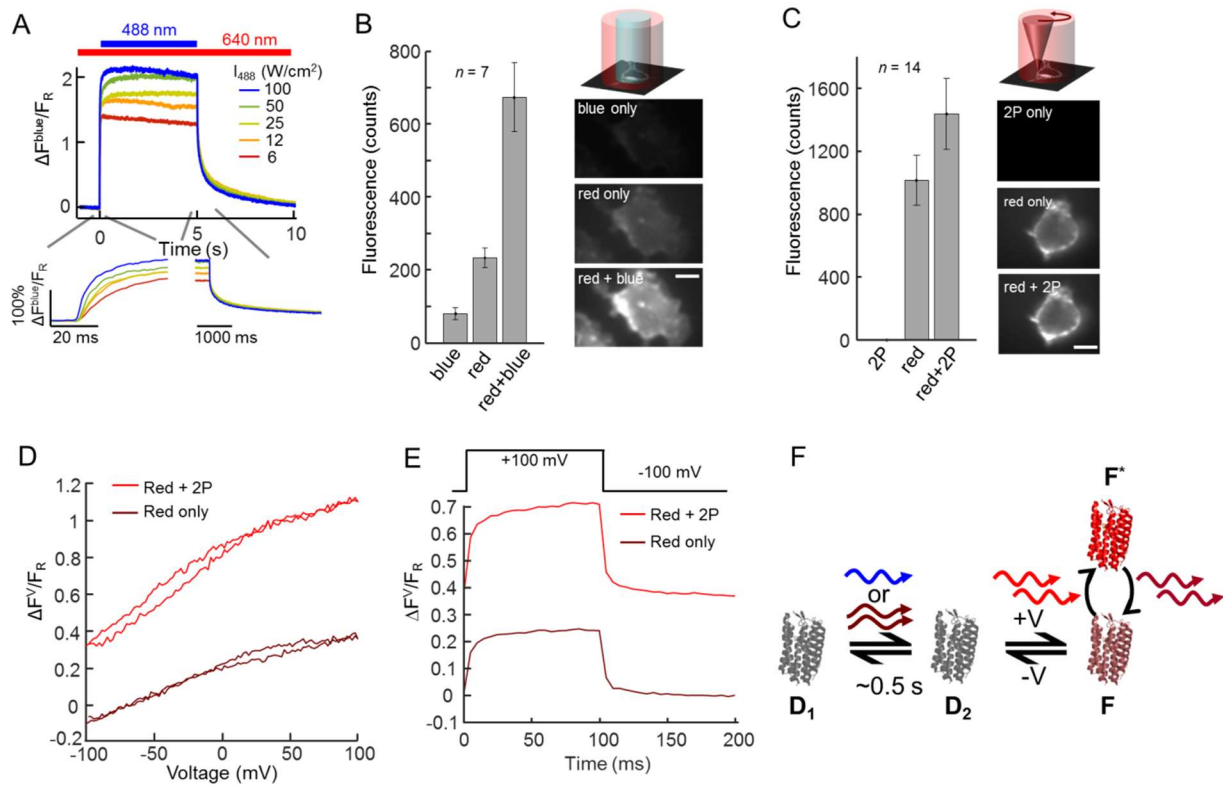 A
488 nm
640 nm
I488 (W/cm²)
100
50
25
12
6
ΔF^blue/F_R
2
1
0
0
5
10
Time (s)
100%
ΔF^blue/F_R
20 ms
1000 ms
B
n = 7
Fluorescence (counts)
800
600
400
200
0
blue
red
red+blue
blue only
red only
red + blue
C
n = 14
Fluorescence (counts)
1600
1200
800
400
0
2P
red
red+2P
2P only
red only
red + 2P
D
Red + 2P
Red only
ΔF^V/F_R
1.2
1
0.8
0.6
0.4
0.2
0
-0.2
-100
-50
0
50
100
Voltage (mV)
E
+100 mV
-100 mV
Red + 2P
Red only
ΔF^V/F_R
0.7
0.6
0.5
0.4
0.3
0.2
0.1
0
-0.1
0
50
100
150
200
Time (ms)
F
F*
or
+V
-V
~0.5 s
D₁
D₂
F